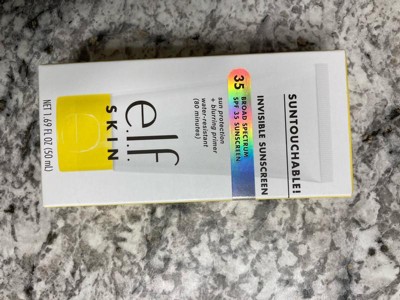 SUNTOUCHABLE!
INVISIBLE SUNSCREEN
35
BROAD SPECTRUM
SPF 35 SUNSCREEN
sun protection
+ blurring primer
water-resistant
(80 minutes)
e.l.f.
SKIN
NET 1.69 FL OZ (50 mL)